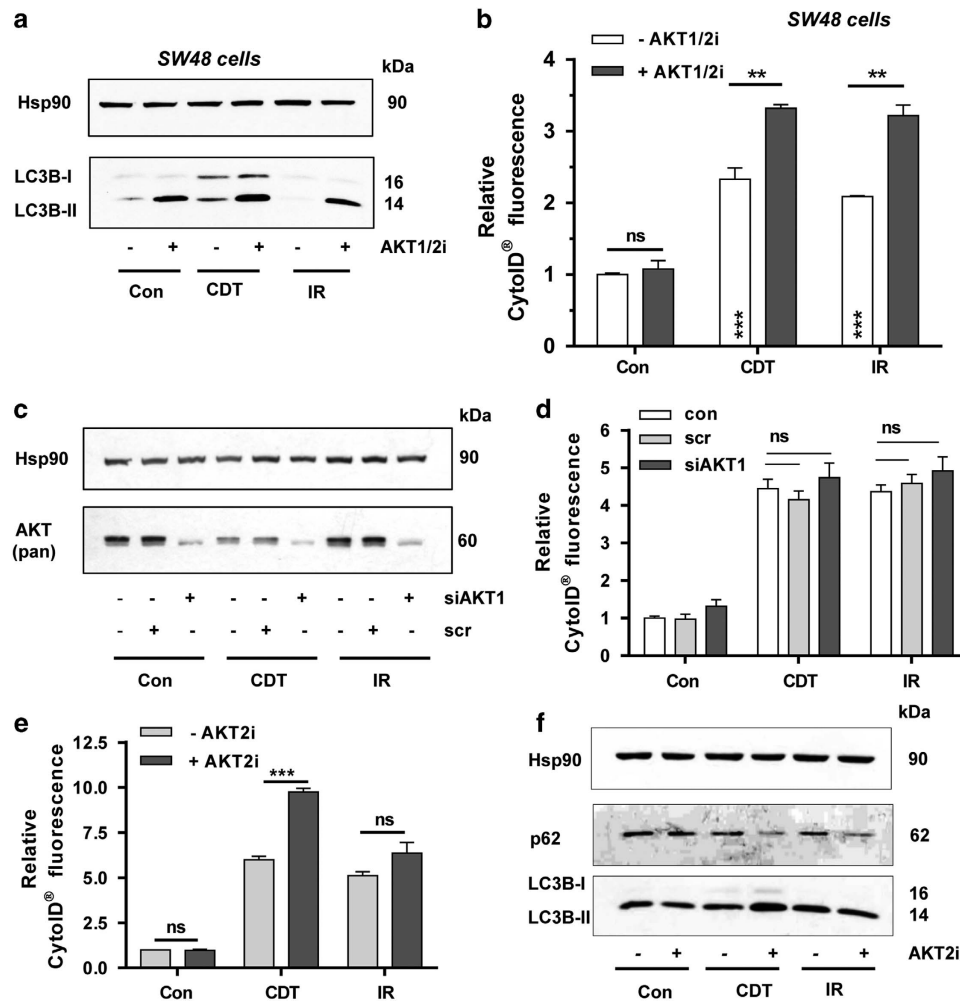 a
SW48 cells
kDa
Hsp90
90
LC3B-I
16
LC3B-II
14
- + - + - + AKT1/2i
Con CDT IR
b
SW48 cells
- AKT1/2i
+ AKT1/2i
Relative
CytoID® fluorescence
4
3
2
1
0
ns
**
**
***
***
Con CDT IR
c
kDa
Hsp90
90
AKT
(pan)
60
- - + - - + - - + siAKT1
- + - - + - - + - scr
Con CDT IR
d
con
scr
siAKT1
Relative
CytoID® fluorescence
6
5
4
3
2
1
0
ns
ns
Con CDT IR
e
- AKT2i
+ AKT2i
Relative
CytoID® fluorescence
12.5
10.0
7.5
5.0
2.5
0.0
ns
***
ns
Con CDT IR
f
kDa
Hsp90
90
p62
62
LC3B-I
16
LC3B-II
14
- + - + - + AKT2i
Con CDT IR